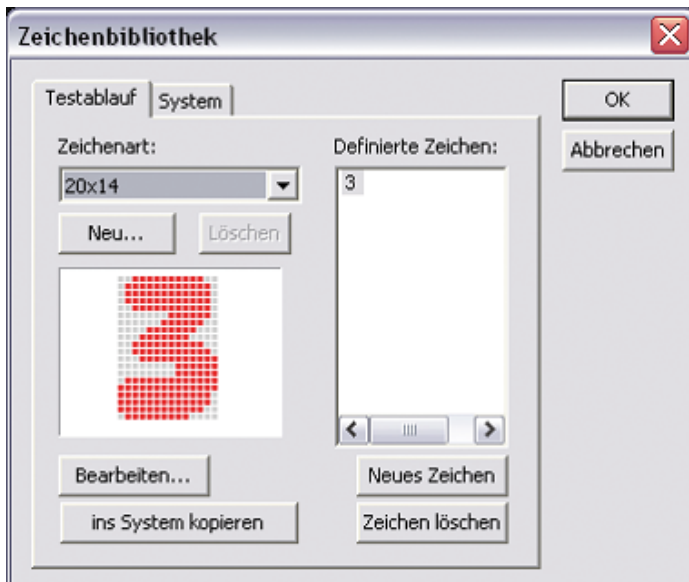 Zeichenbibliothek
Testablauf System
OK
Abbrechen
Zeichenart:
Definierte Zeichen:
20x14
3
Neu...
Löschen
3
Bearbeiten...
Neues Zeichen
ins System kopieren
Zeichen löschen